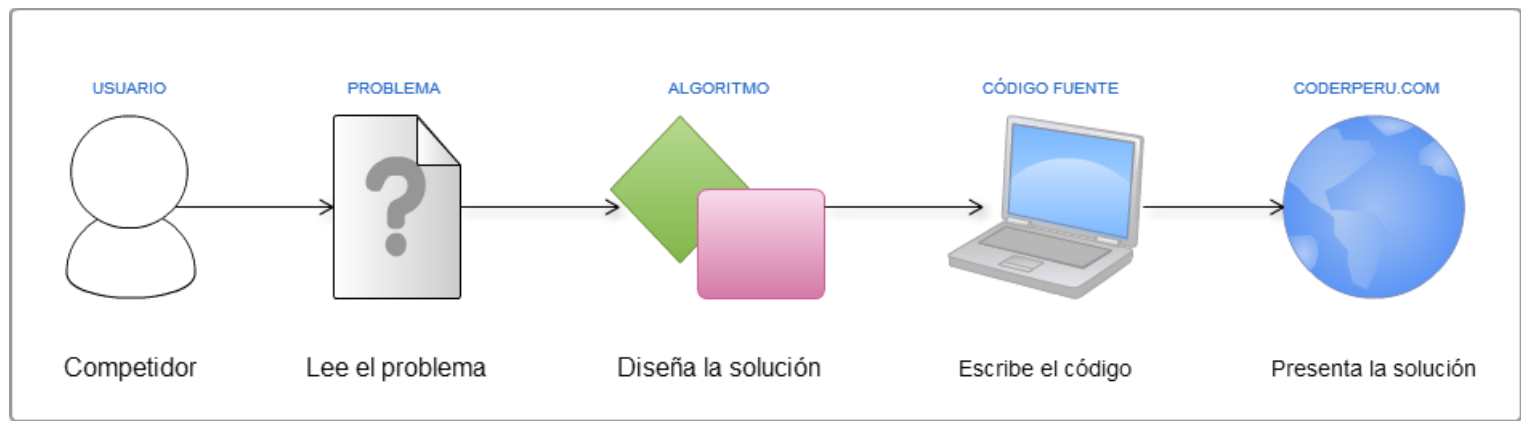 USUARIO
PROBLEMA
ALGORITMO
CÓDIGO FUENTE
CODERPERU.COM
?
Competidor
Lee el problema
Diseña la solución
Escribe el código
Presenta la solución